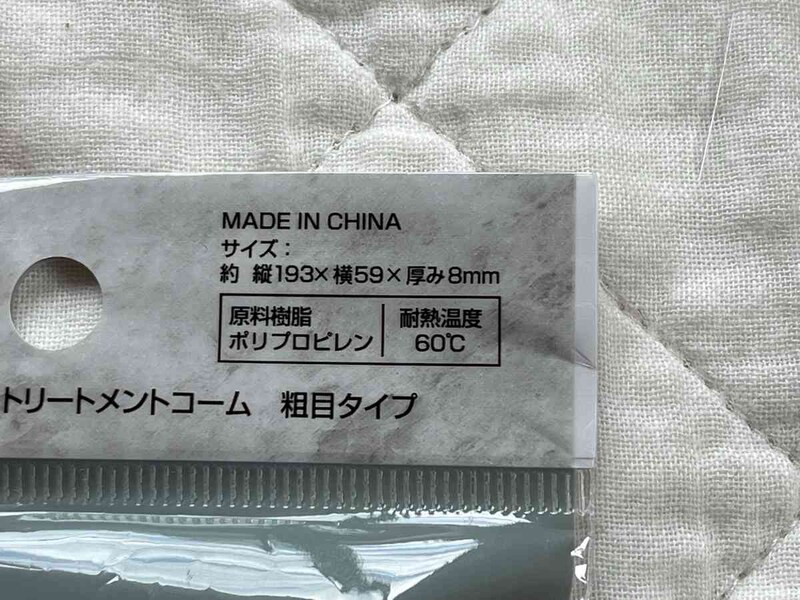 MADE IN CHINA
サイズ：
約 縦193×横59×厚み8mm
原料樹脂
ポリプロピレン
耐熱温度
60℃
トリートメントコーム 粗目タイプ